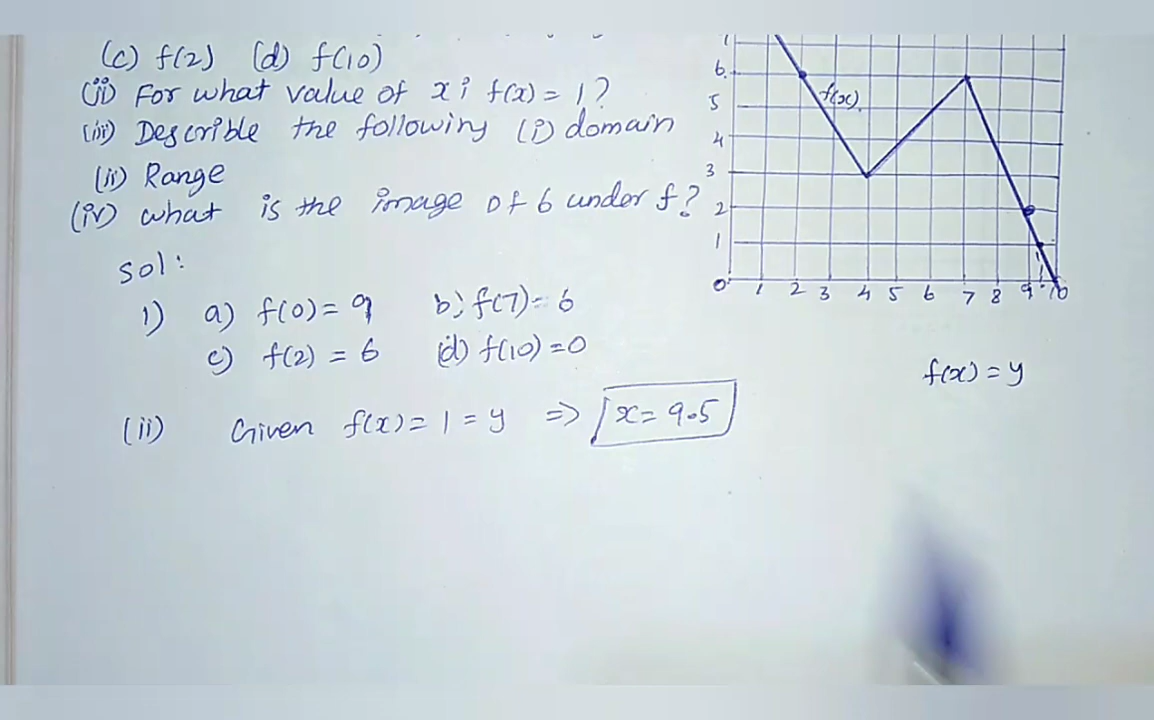 (c) f(2) (d) f(10)
(ii) For what value of x; f(x) = 1?
(iii) Describle the following (i) domain
(ii) Range
(iv) what is the image of 6 under f?
sol:
1) a) f(0) = 9 b) f(7) = 6
c) f(2) = 6 (d) f(10) = 0
(ii) Given f(x) = 1 = y => x = 9.5
6
5
4
3
2
1
0 1 2 3 4 5 6 7 8 9 10
f(x)
f(x) = y